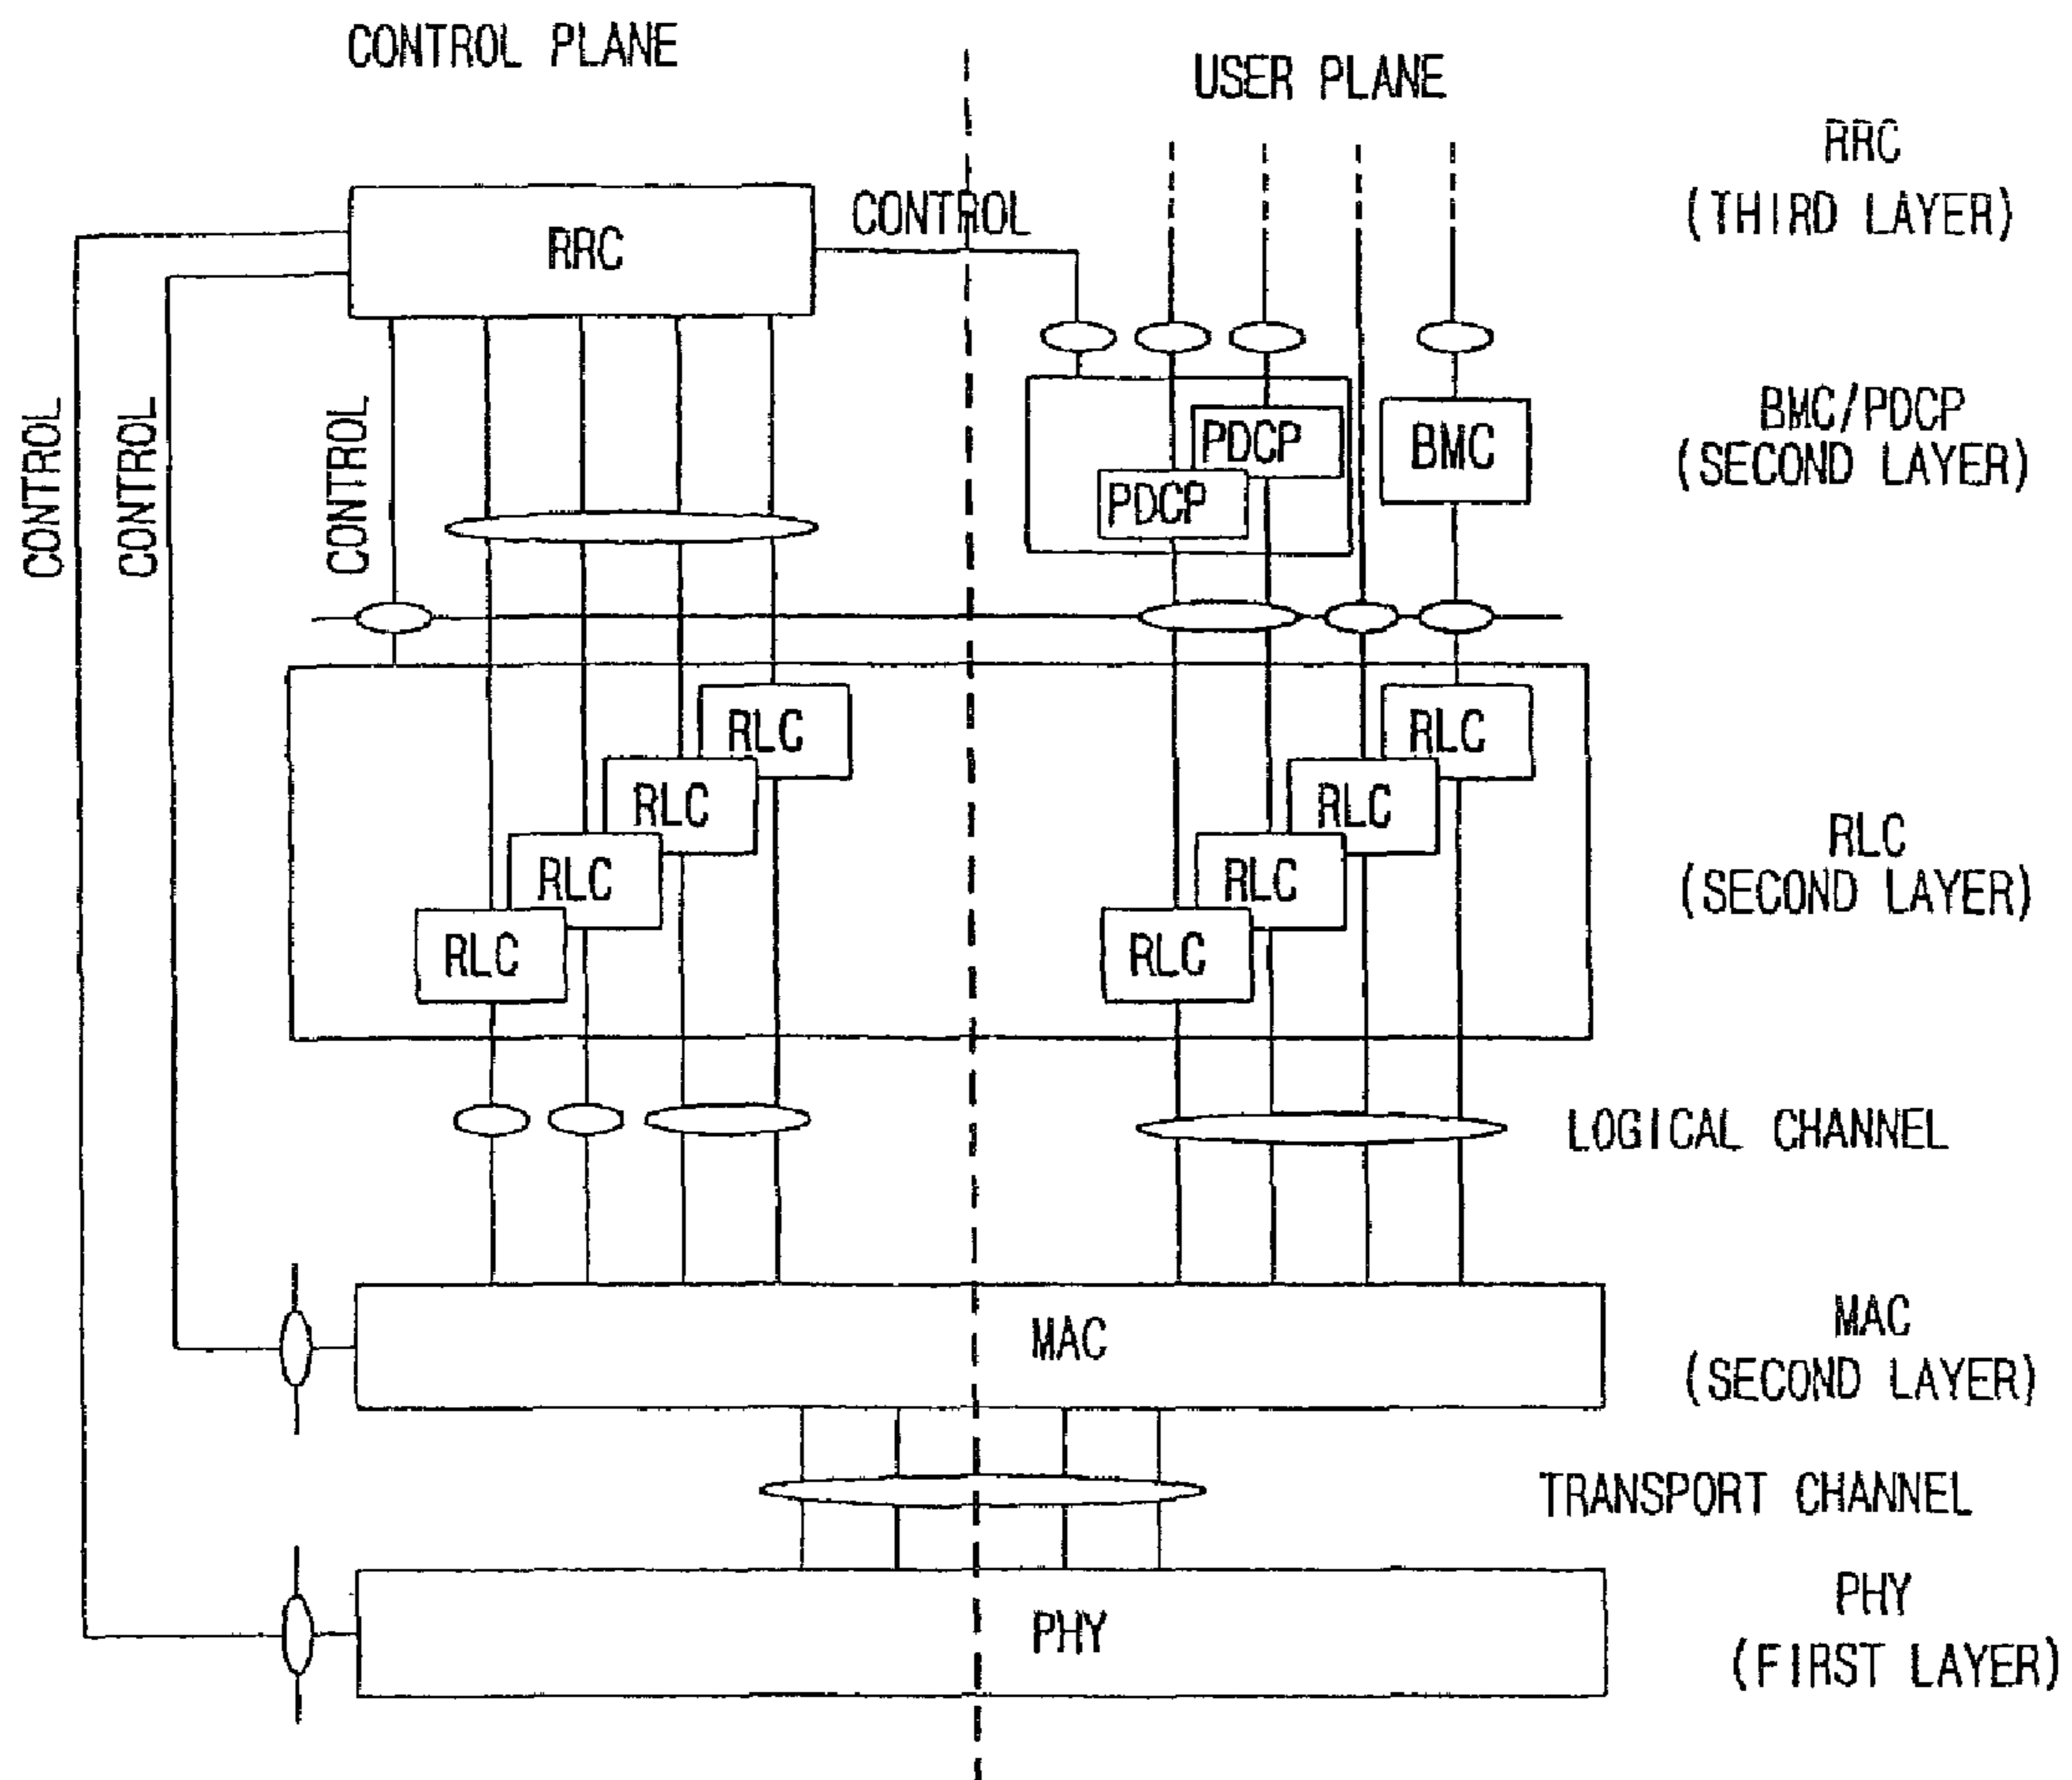 CONTROL PLANE
USER PLANE
RRC
(THIRD LAYER)
CONTROL
RRC
CONTROL
CONTROL
CONTROL
PDCP
PDCP
BMC
BMC/PDCP
(SECOND LAYER)
RLC
RLC
RLC
RLC
RLC
RLC
RLC
RLC
RLC
(SECOND LAYER)
LOGICAL CHANNEL
MAC
MAC
(SECOND LAYER)
TRANSPORT CHANNEL
PHY
PHY
(FIRST LAYER)